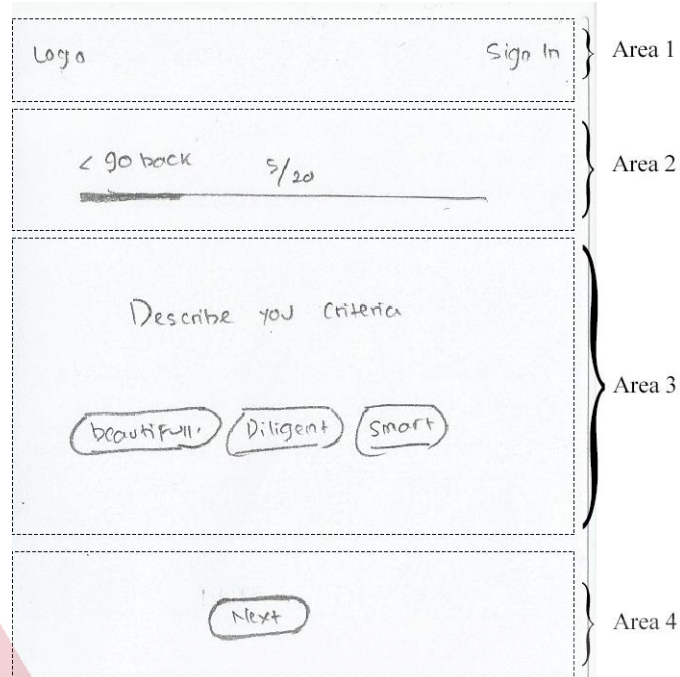 Logo Sign In Area 1
< go back 5/20 Area 2
Describe you criteria
Area 3
beautifull. Diligent Smart
Next Area 4